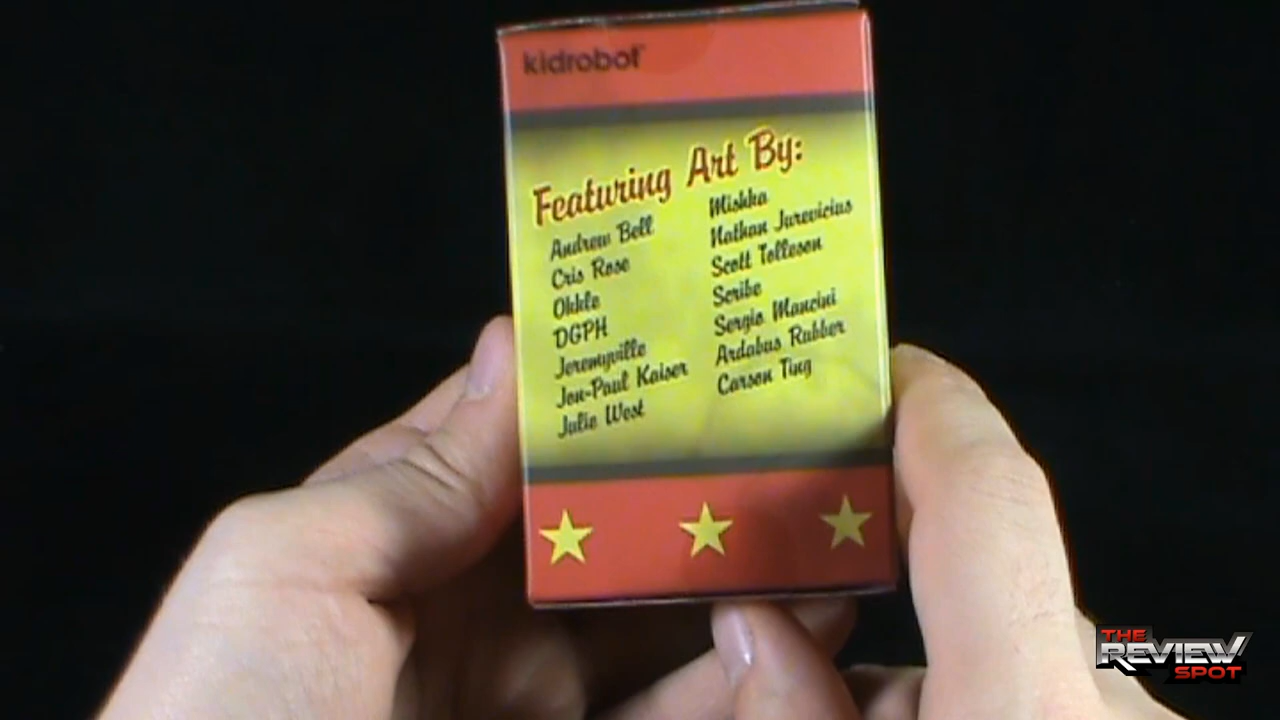 kidrobot
Featuring Art By:
Andrew Bell
Cris Rose
Okkle
DGPH
Jeremyville
Jon-Paul Kaiser
Julie West
Mishka
Nathan Jurevicius
Scott Tolleson
Scribe
Sergio Mancini
Ardabus Rubber
Carson Ting
THE
REVIEW
SPOT